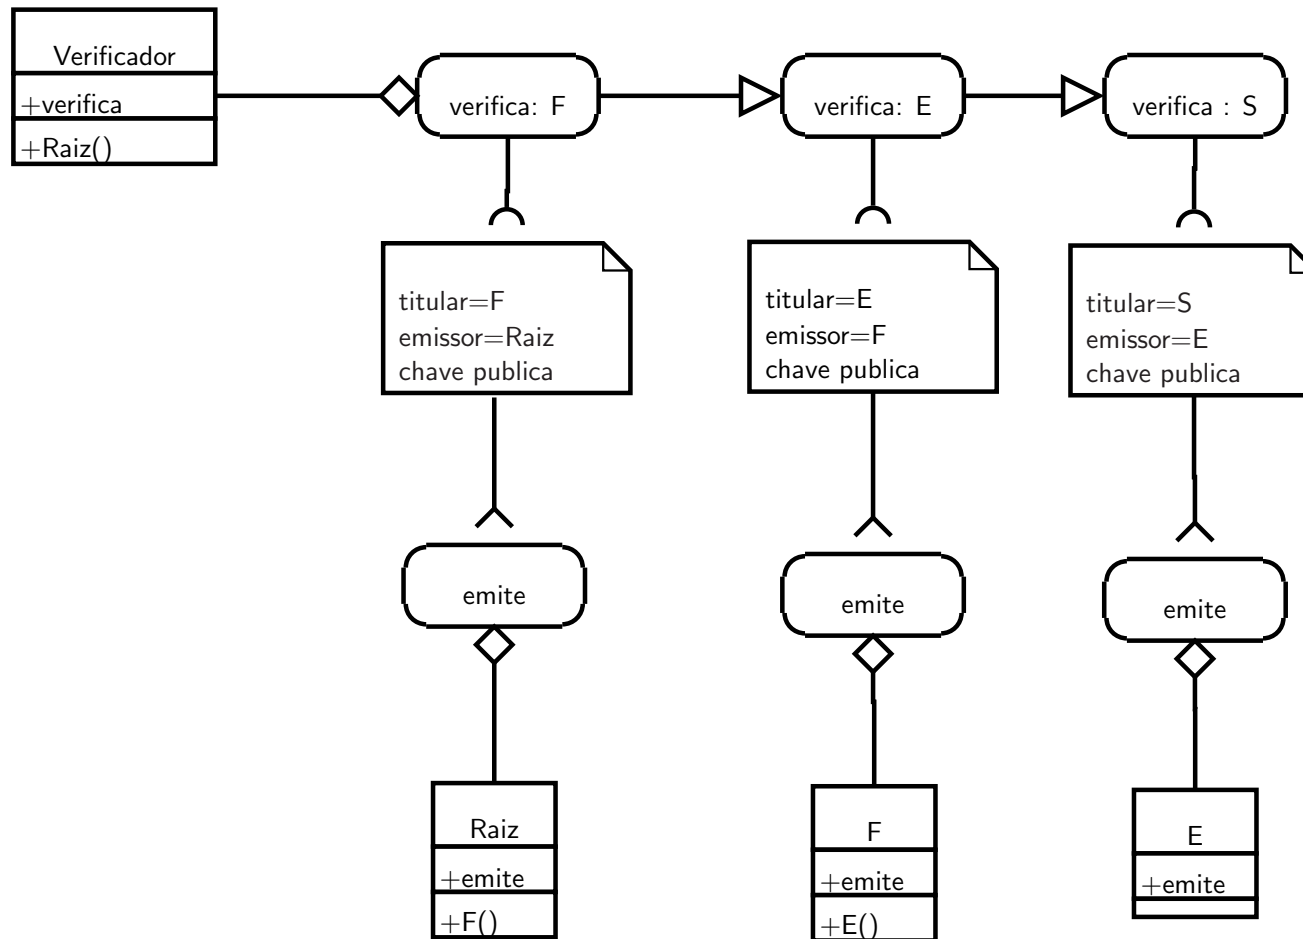 Verificador
+verifica
+Raiz()
verifica: F
verifica: E
verifica : S
titular=F
emissor=Raiz
chave publica
titular=E
emissor=F
chave publica
titular=S
emissor=E
chave publica
emite
emite
emite
Raiz
+emite
+F()
F
+emite
+E()
E
+emite